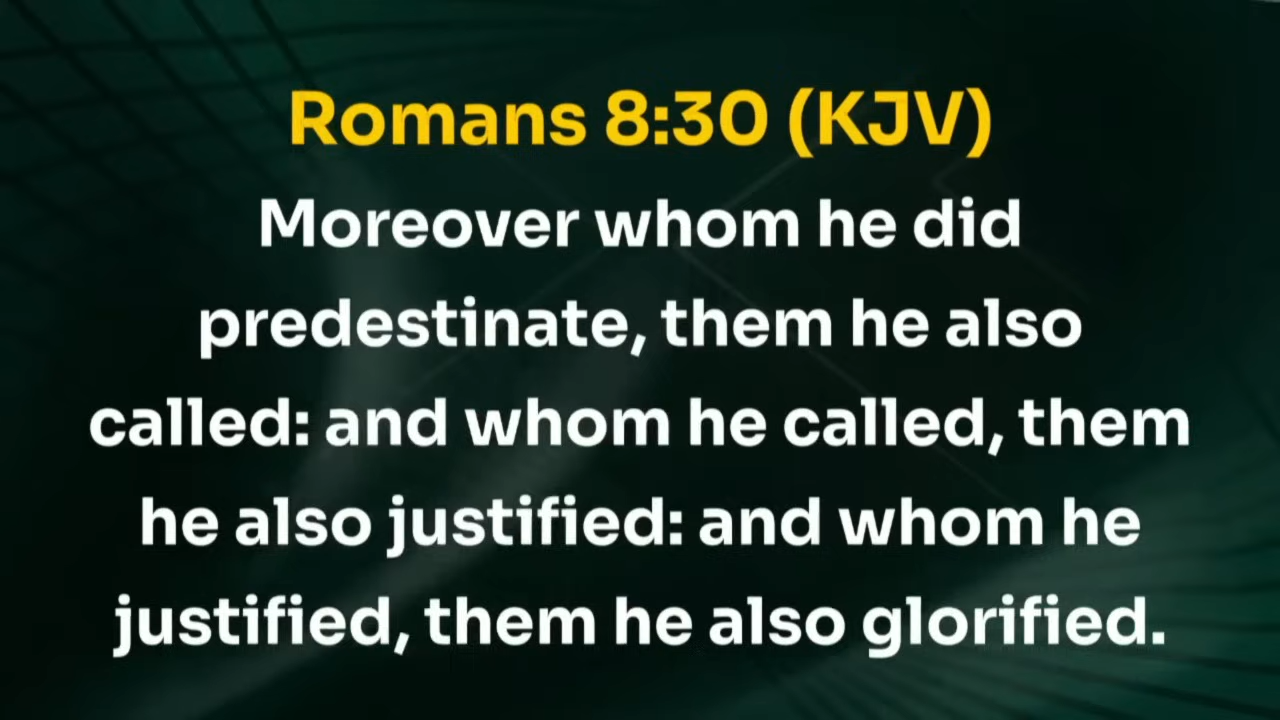 Romans 8:30 (KJV)
Moreover whom he did
predestinate, them he also
called: and whom he called, them
he also justified: and whom he
justified, them he also glorified.